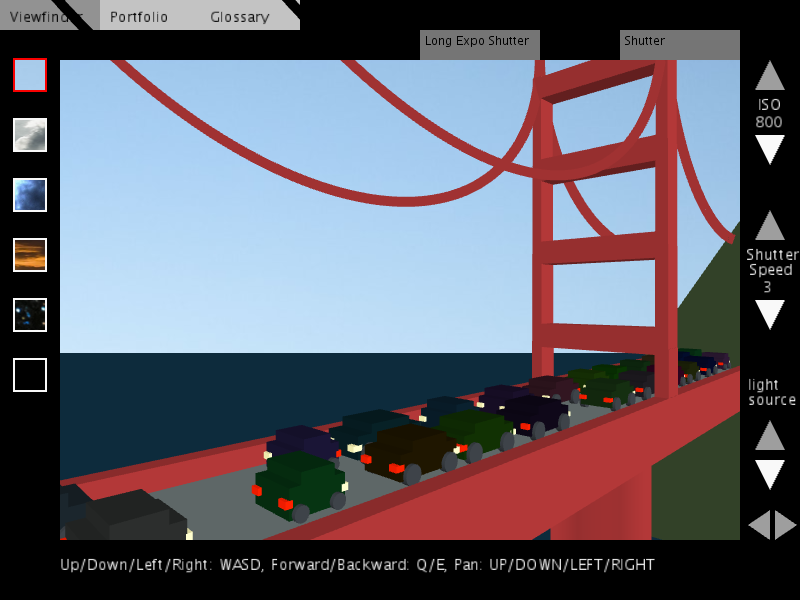 Viewfinder Portfolio Glossary
Long Expo Shutter Shutter
ISO
800
Shutter
Speed
3
light
source
Up/Down/Left/Right: WASD, Forward/Backward: Q/E, Pan: UP/DOWN/LEFT/RIGHT